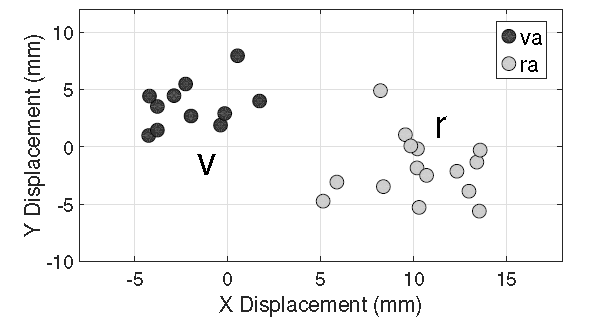 10
5
0
-5
-10
Y Displacement (mm)
va
ra
r
v
-5
0
5
10
15
X Displacement (mm)